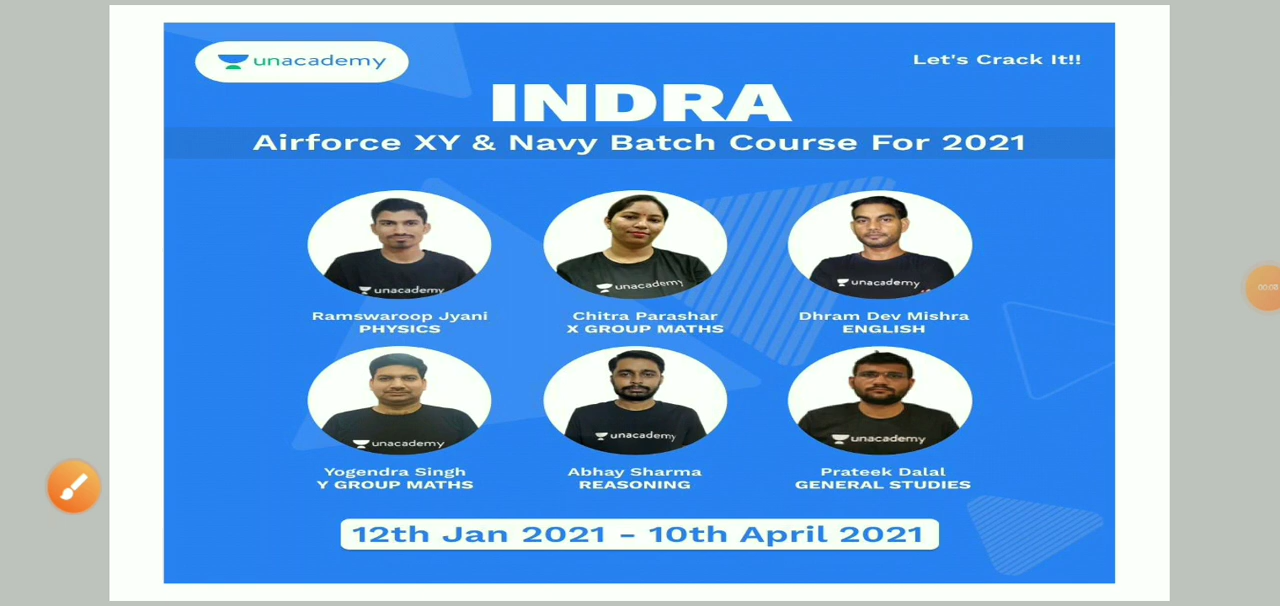 unacademy
Let's Crack It!!
INDRA
Airforce XY & Navy Batch Course For 2021
unacademy
unacademy
unacademy
Ramswaroop Jyani
PHYSICS
Chitra Parashar
X GROUP MATHS
Dhram Dev Mishra
ENGLISH
unacademy
unacademy
unacademy
Yogendra Singh
Y GROUP MATHS
Abhay Sharma
REASONING
Prateek Dalal
GENERAL STUDIES
12th Jan 2021 - 10th April 2021